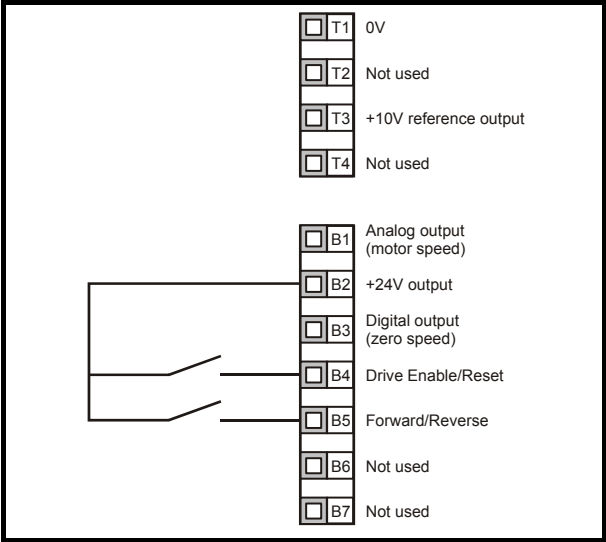 T1 0V
T2 Not used
T3 +10V reference output
T4 Not used
B1 Analog output
(motor speed)
B2 +24V output
B3 Digital output
(zero speed)
B4 Drive Enable/Reset
B5 Forward/Reverse
B6 Not used
B7 Not used